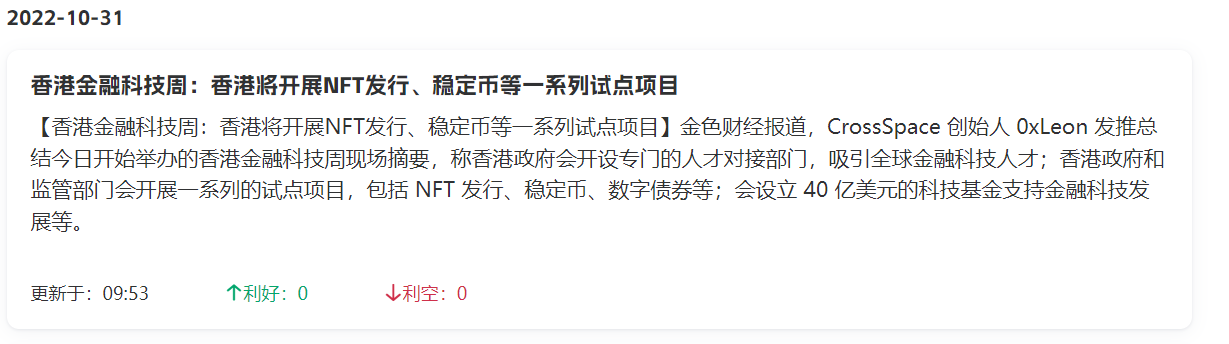 2022-10-31
香港金融科技周：香港将开展NFT发行、稳定币等一系列试点项目
【香港金融科技周：香港将开展NFT发行、稳定币等一系列试点项目】金色财经报道，CrossSpace 创始人 0xLeon 发推总
结今日开始举办的香港金融科技周现场摘要，称香港政府会开设专门的人才对接部门，吸引全球金融科技人才；香港政府和
监管部门会开展一系列的试点项目，包括 NFT 发行、稳定币、数字债券等；会设立 40 亿美元的科技基金支持金融科技发
展等。
更新于：09:53 ↑利好：0 ↓利空：0